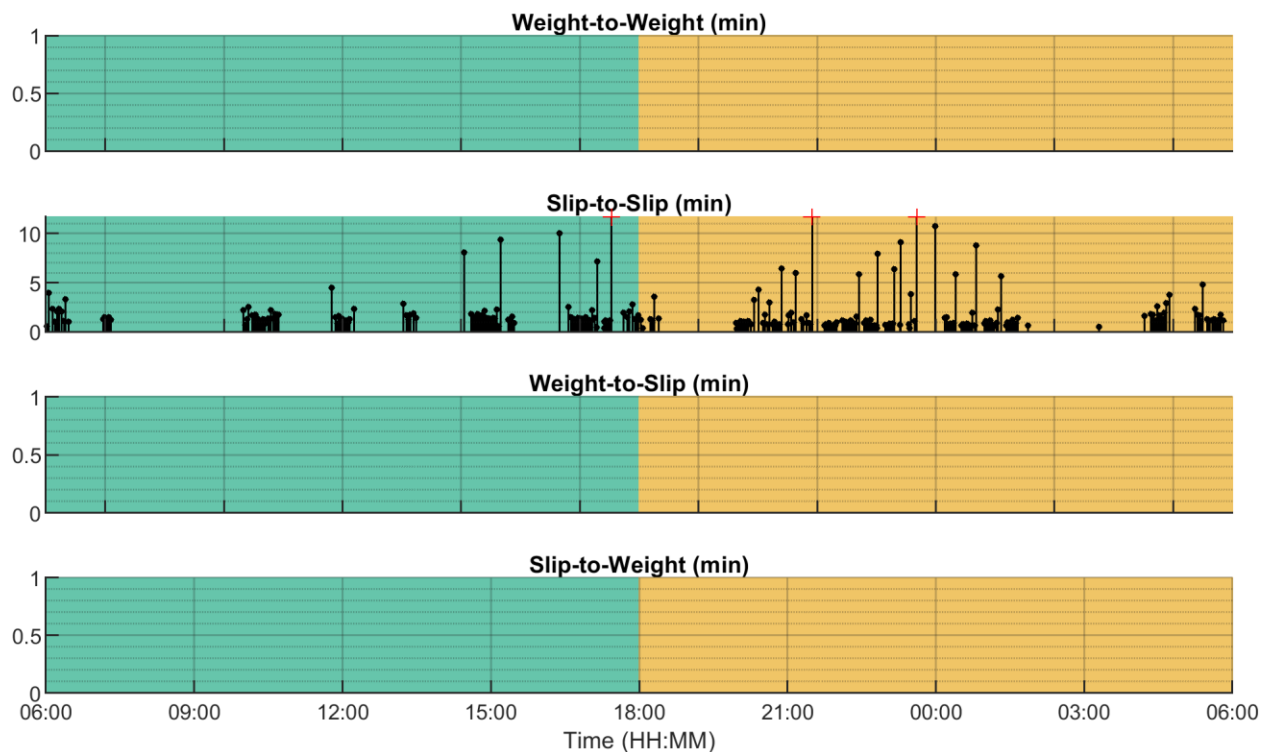 Weight-to-Weight (min)
1
0.5
0
Slip-to-Slip (min)
10
5
0
Weight-to-Slip (min)
1
0.5
0
Slip-to-Weight (min)
1
0.5
0
06:00 09:00 12:00 15:00 18:00 21:00 00:00 03:00 06:00
Time (HH:MM)